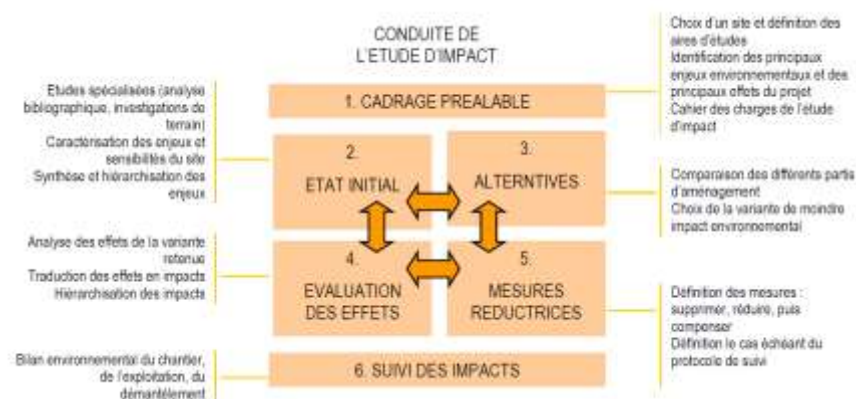 CONDUITE DE
L'ETUDE D'IMPACT
Choix d'un site et définition des
aires d'études
Identification des principaux
enjeux environnementaux et des
principaux effets du projet
Cahier des charges de l'étude
d'impact
1. CADRAGE PREALABLE
Etudes spécialisées (analyse
bibliographique, investigations de
terrain)
Caractérisation des enjeux et
sensibilités du site
Synthèse et hiérarchisation des
enjeux
2.
ETAT INITIAL
3.
ALTERNTIVES
Comparaison des différents partis
d'aménagement
Choix de la variante de moindre
impact environnemental
Analyse des effets de la variante
retenue
Traduction des effets en impacts
Hiérarchisation des impacts
4.
EVALUATION
DES EFFETS
5.
MESURES
REDUCTRICES
Définition des mesures :
supprimer, réduire, puis
compenser
Définition le cas échéant du
protocole de suivi
Bilan environnemental du chantier,
de l'exploitation, du
démantèlement
6. SUIVI DES IMPACTS